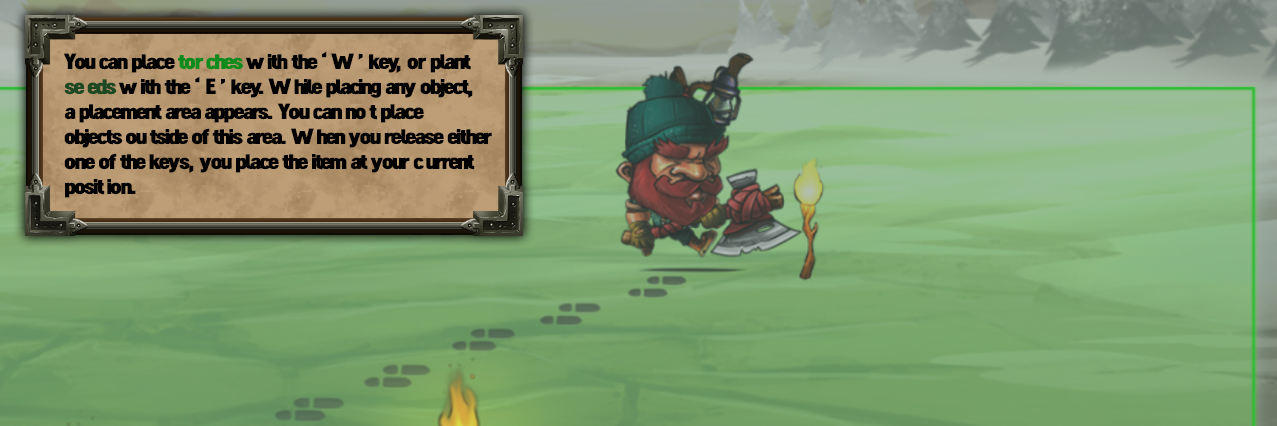 You can place torches with the 'W' key, or plant
seeds with the 'E' key. While placing any object,
a placement area appears. You can not place
objects outside of this area. When you release either
one of the keys, you place the item at your current
position.